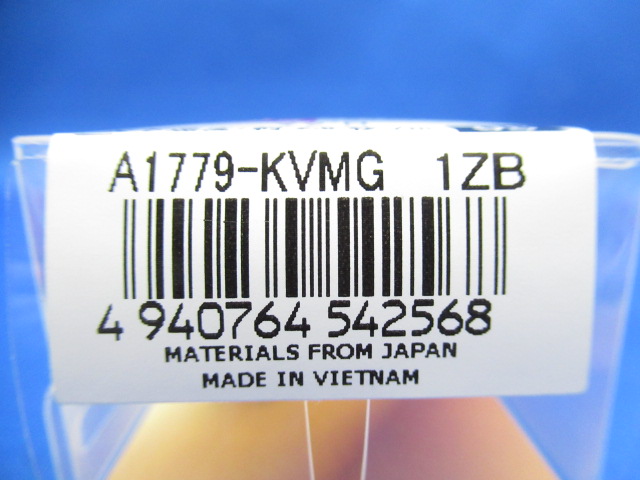 A1779-KVMG 1ZB
4 940764 542568
MATERIALS FROM JAPAN
MADE IN VIETNAM